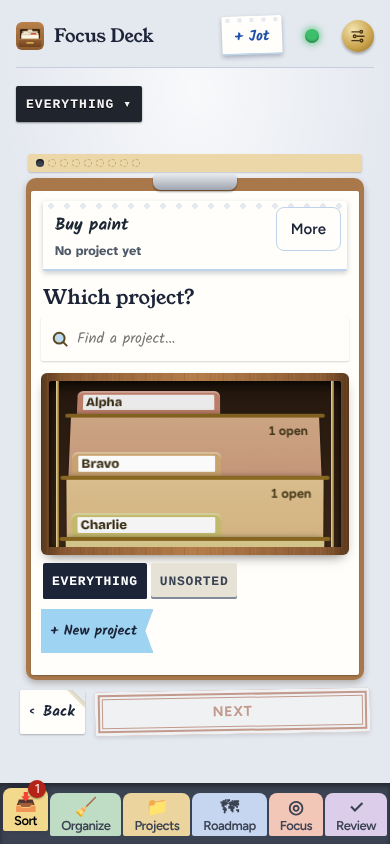 Focus Deck
+ Jot
EVERYTHING ▾
Buy paint
No project yet
More
Which project?
Find a project...
Alpha
1 open
Bravo
1 open
Charlie
EVERYTHING
UNSORTED
+ New project
‹ Back
NEXT
1
Sort
Organize
Projects
Roadmap
Focus
Review